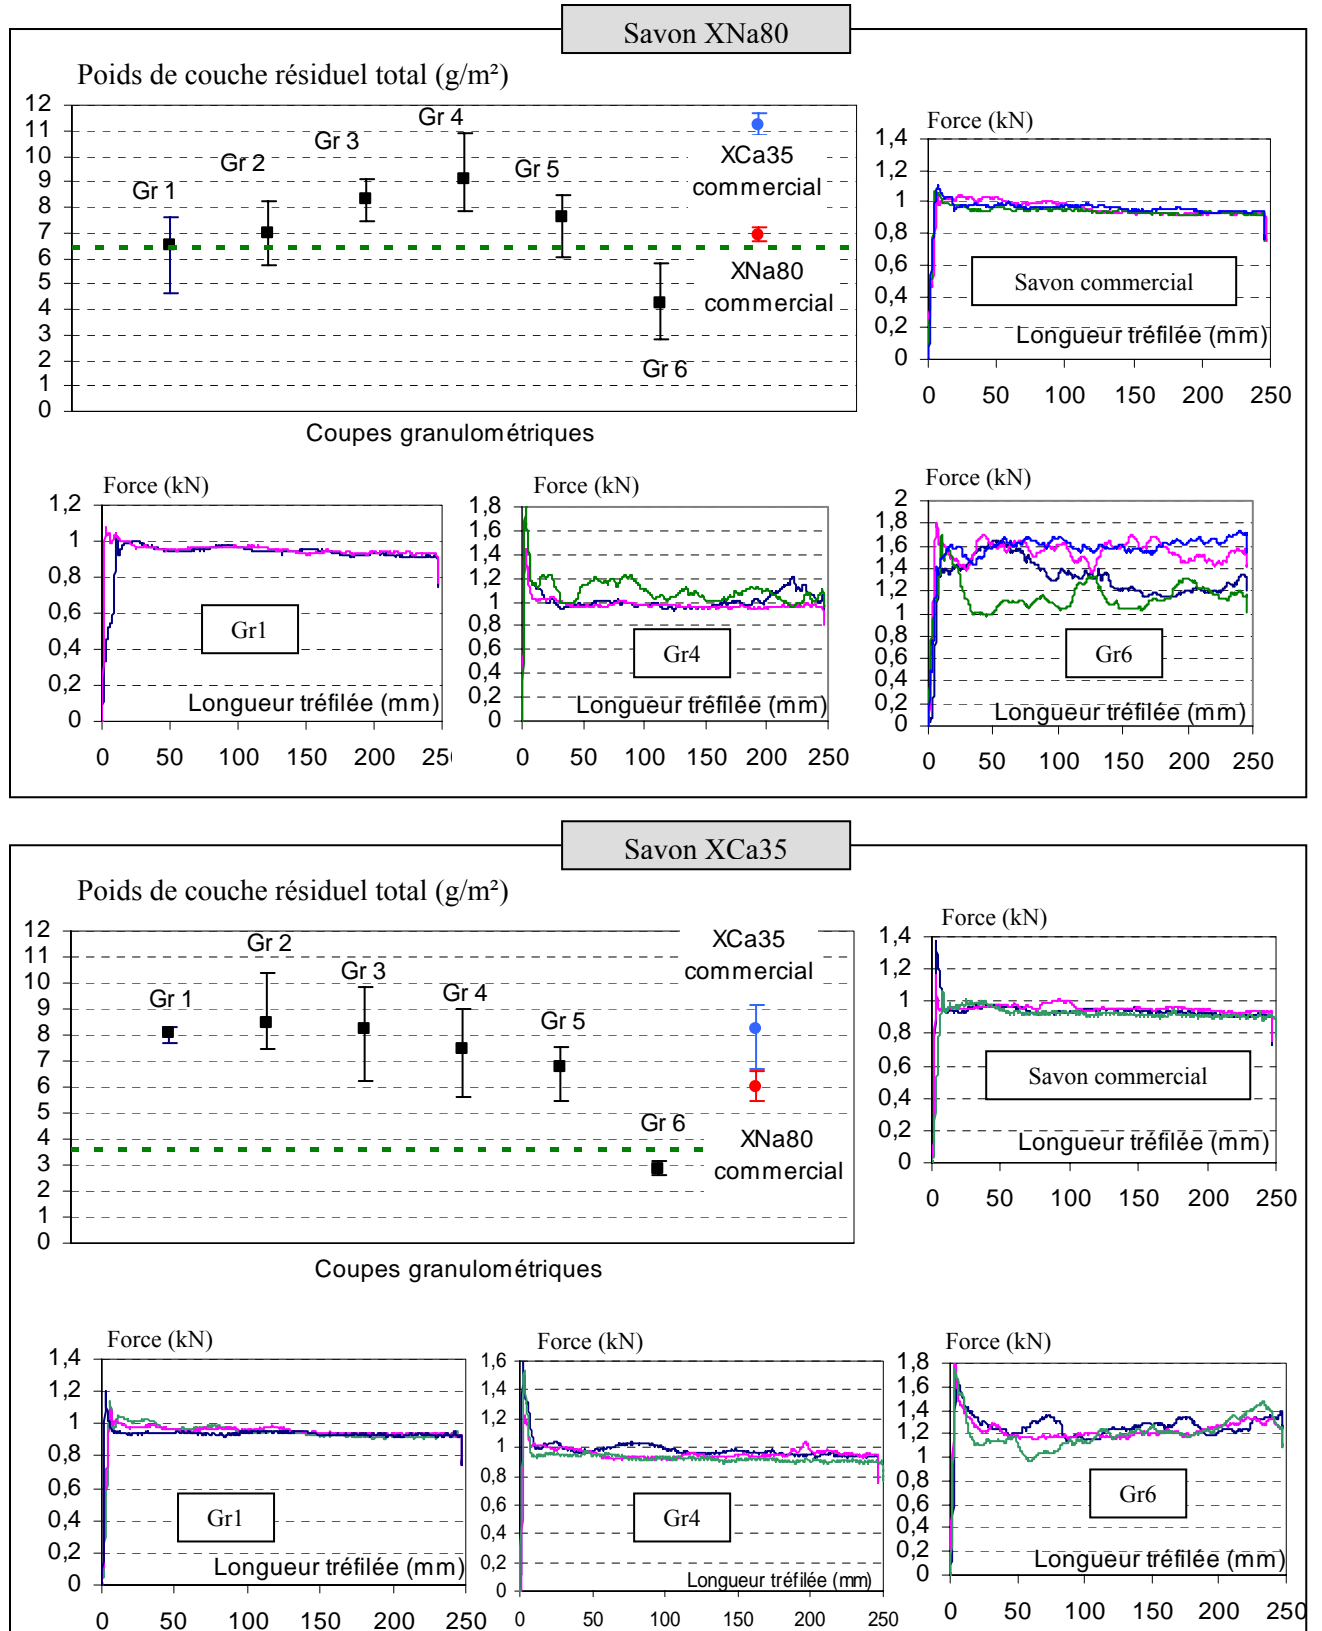 Savon XNa80
Poids de couche résiduel total (g/m²)
12
11
10
9
8
7
6
5
4
3
2
1
0
Gr 1
Gr 2
Gr 3
Gr 4
Gr 5
Gr 6
XCa35
commercial
XNa80
commercial
Coupes granulométriques
Force (kN)
1,4
1,2
1
0,8
0,6
0,4
0,2
0
Savon commercial
Longueur tréfilée (mm)
0 50 100 150 200 250
Force (kN)
1,2
1
0,8
0,6
0,4
0,2
0
Gr1
Longueur tréfilée (mm)
0 50 100 150 200 250
Force (kN)
1,8
1,6
1,4
1,2
1
0,8
0,6
0,4
0,2
0
Gr4
Longueur tréfilée (mm)
0 50 100 150 200 250
Force (kN)
2
1,8
1,6
1,4
1,2
1
0,8
0,6
0,4
0,2
0
Gr6
Longueur tréfilée (mm)
0 50 100 150 200 250
Savon XCa35
Poids de couche résiduel total (g/m²)
12
11
10
9
8
7
6
5
4
3
2
1
0
Gr 1
Gr 2
Gr 3
Gr 4
Gr 5
Gr 6
XCa35
commercial
XNa80
commercial
Coupes granulométriques
Force (kN)
1,4
1,2
1
0,8
0,6
0,4
0,2
0
Savon commercial
Longueur tréfilée (mm)
0 50 100 150 200 250
Force (kN)
1,4
1,2
1
0,8
0,6
0,4
0,2
0
Gr1
Longueur tréfilée (mm)
0 50 100 150 200 250
Force (kN)
1,6
1,4
1,2
1
0,8
0,6
0,4
0,2
0
Gr4
Longueur tréfilée (mm)
0 50 100 150 200 250
Force (kN)
1,8
1,6
1,4
1,2
1
0,8
0,6
0,4
0,2
0
Gr6
Longueur tréfilée (mm)
0 50 100 150 200 250